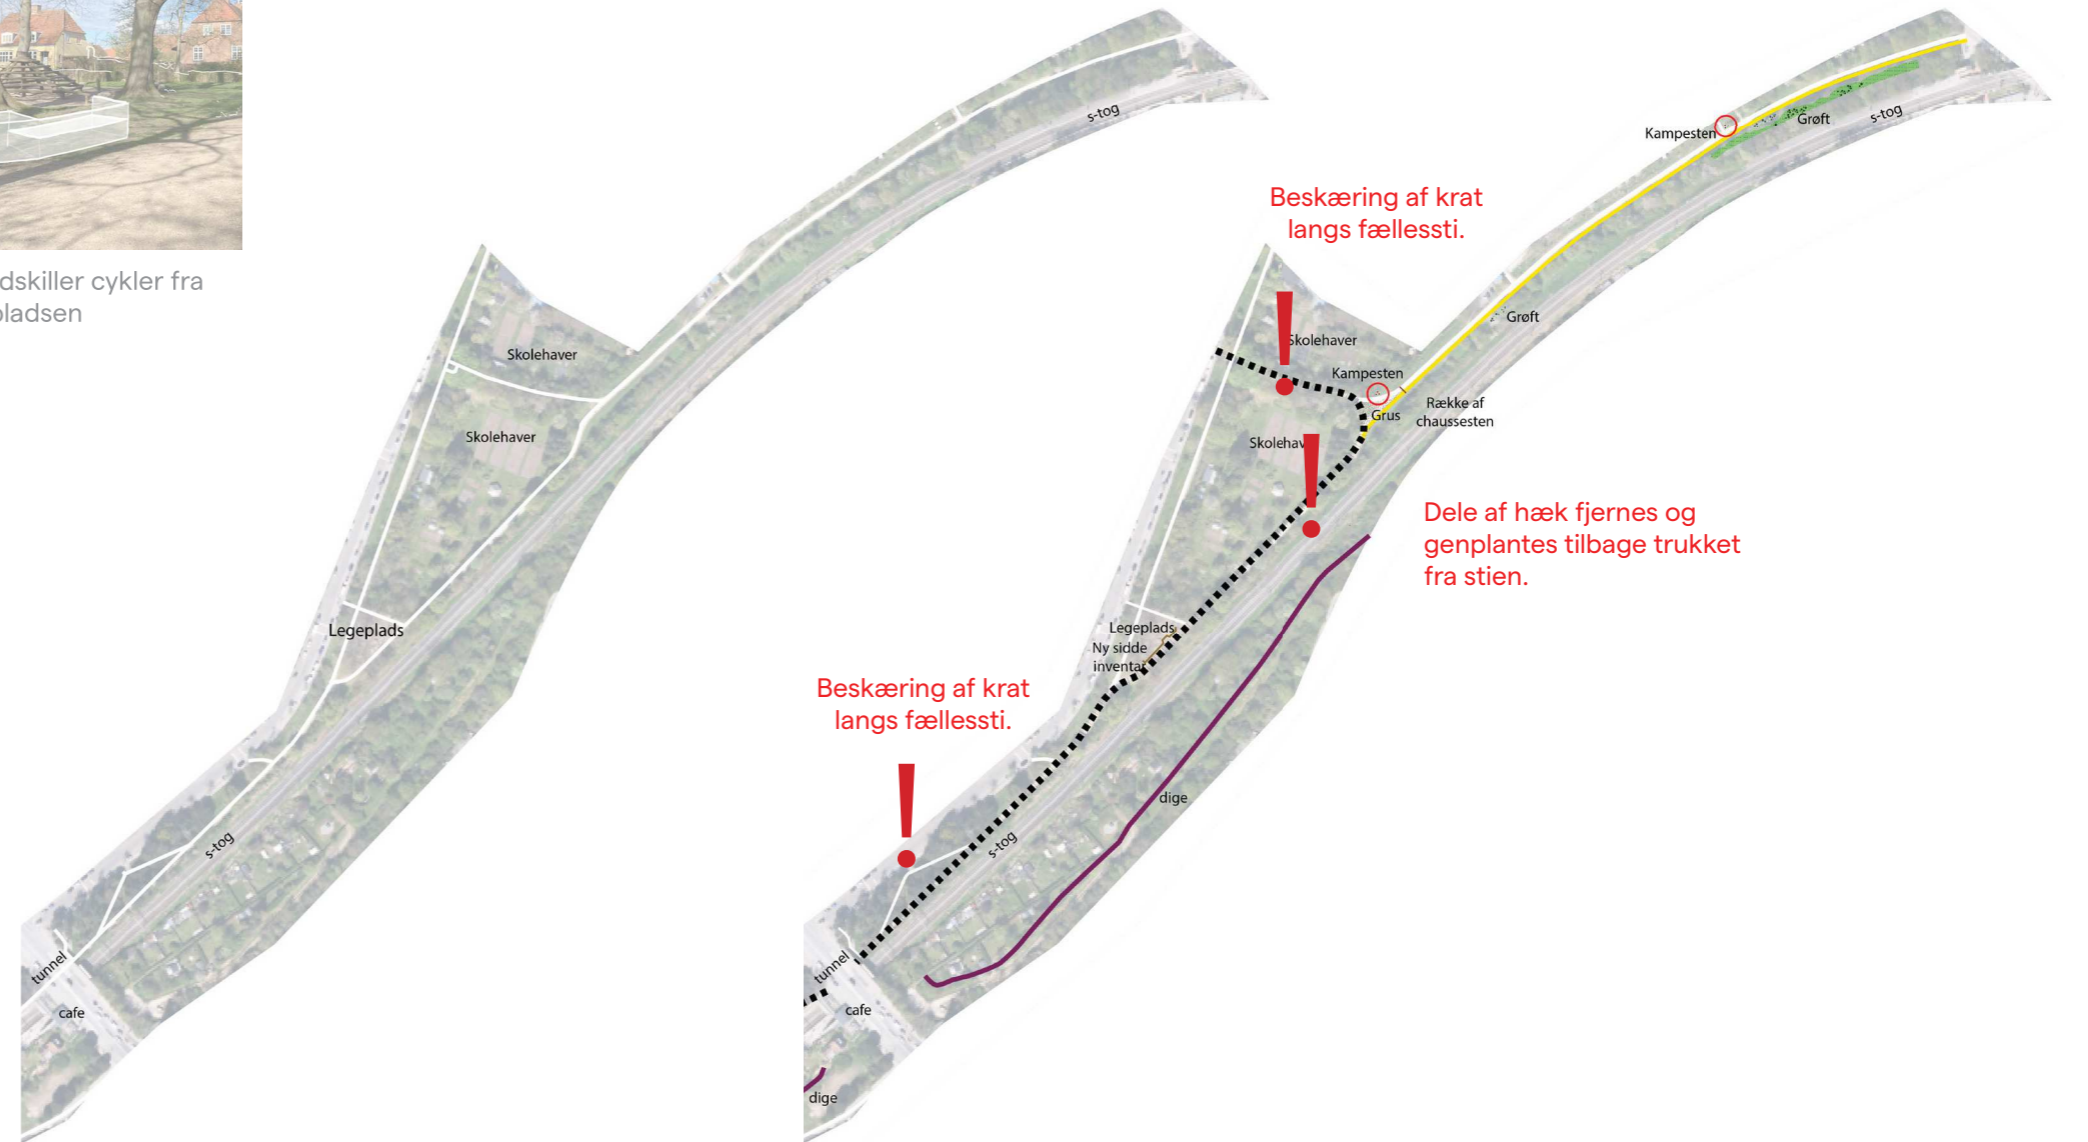 dskiller cykler fra
pladsen
s-tog
Skolehaver
Skolehaver
Legeplads
s-tog
tunnel
cafe
Kampesten
Grøft
s-tog
Beskæring af krat
langs fællessti.
Grøft
Skolehaver
Kampesten
Række af
chaussesten
Grus
Skolehav
Dele af hæk fjernes og
genplantes tilbage trukket
fra stien.
Legeplads
Ny sidde
inventar
Beskæring af krat
langs fællessti.
dige
s-tog
tunnel
cafe
dige